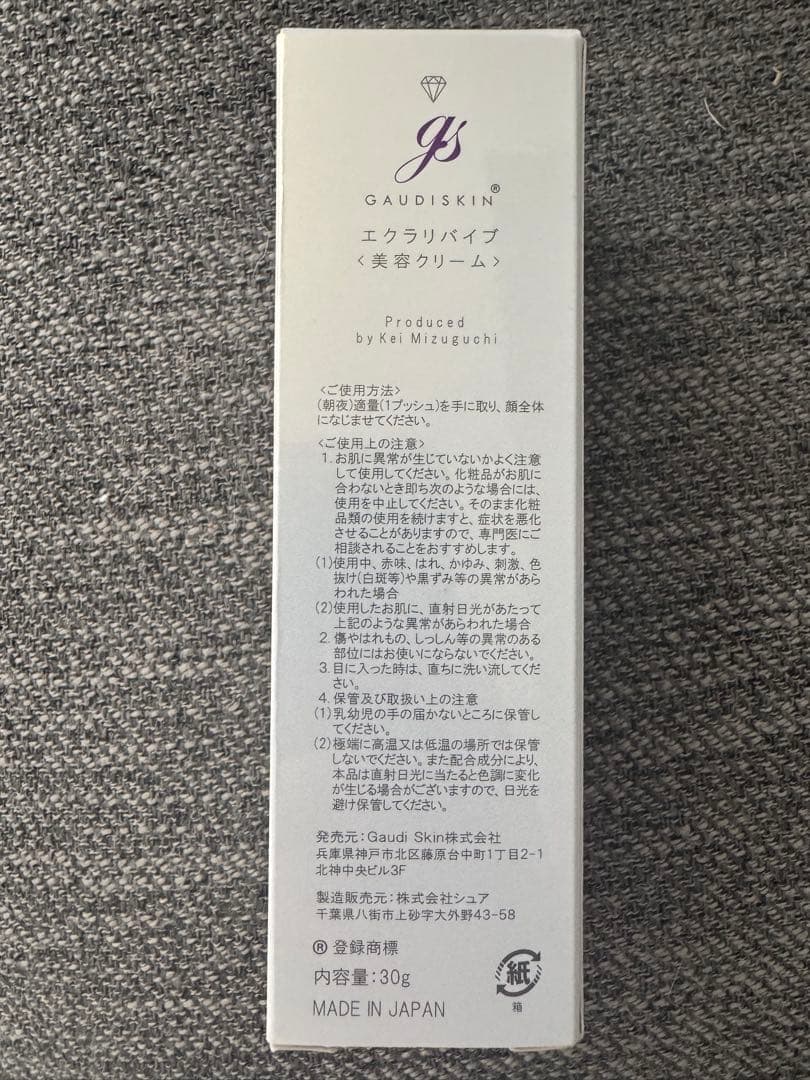 gs
GAUDISKIN®
エクラリバイブ
〈美容クリーム〉
Produced
by Kei Mizuguchi
〈ご使用方法〉
(朝夜)適量(1プッシュ)を手に取り、顔全体
になじませてください。
〈ご使用上の注意〉
1. お肌に異常が生じていないかよく注意
して使用してください。化粧品がお肌に
合わないとき即ち次のような場合には、
使用を中止してください。そのまま化粧
品類の使用を続けますと、症状を悪化
させることがありますので、専門医にご
相談されることをおすすめします。
(1)使用中、赤味、はれ、かゆみ、刺激、色
抜け(白斑等)や黒ずみ等の異常があら
われた場合
(2)使用したお肌に、直射日光があたって
上記のような異常があらわれた場合
2. 傷やはれもの、しっしん等の異常のある
部位にはお使いにならないでください。
3. 目に入った時は、直ちに洗い流してくだ
さい。
4. 保管及び取扱い上の注意
(1)乳幼児の手の届かないところに保管し
てください。
(2)極端に高温又は低温の場所では保管
しないでください。また配合成分により、
本品は直射日光に当たると色調に変化
が生じる場合がございますので、日光を
避け保管してください。
発売元:Gaudi Skin株式会社
兵庫県神戸市北区藤原台中町1丁目2-1
北神中央ビル3F
製造販売元:株式会社シュア
千葉県八街市上砂字大外野43-58
® 登録商標
内容量:30g
MADE IN JAPAN
紙
箱